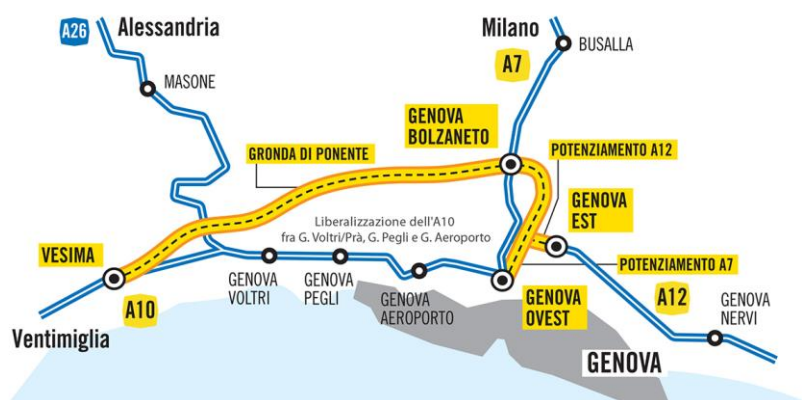 A26
Alessandria
MASONE
Milano
BUSALLA
A7
GENOVA
BOLZANETO
GRONDA DI PONENTE
POTENZIAMENTO A12
GENOVA
EST
Liberalizzazione dell'A10
fra G. Voltri/Prà, G. Pegli e G. Aeroporto
VESIMA
POTENZIAMENTO A7
GENOVA
VOLTRI
GENOVA
PEGLI
GENOVA
AEROPORTO
GENOVA
OVEST
A12
GENOVA
NERVI
A10
Ventimiglia
GENOVA